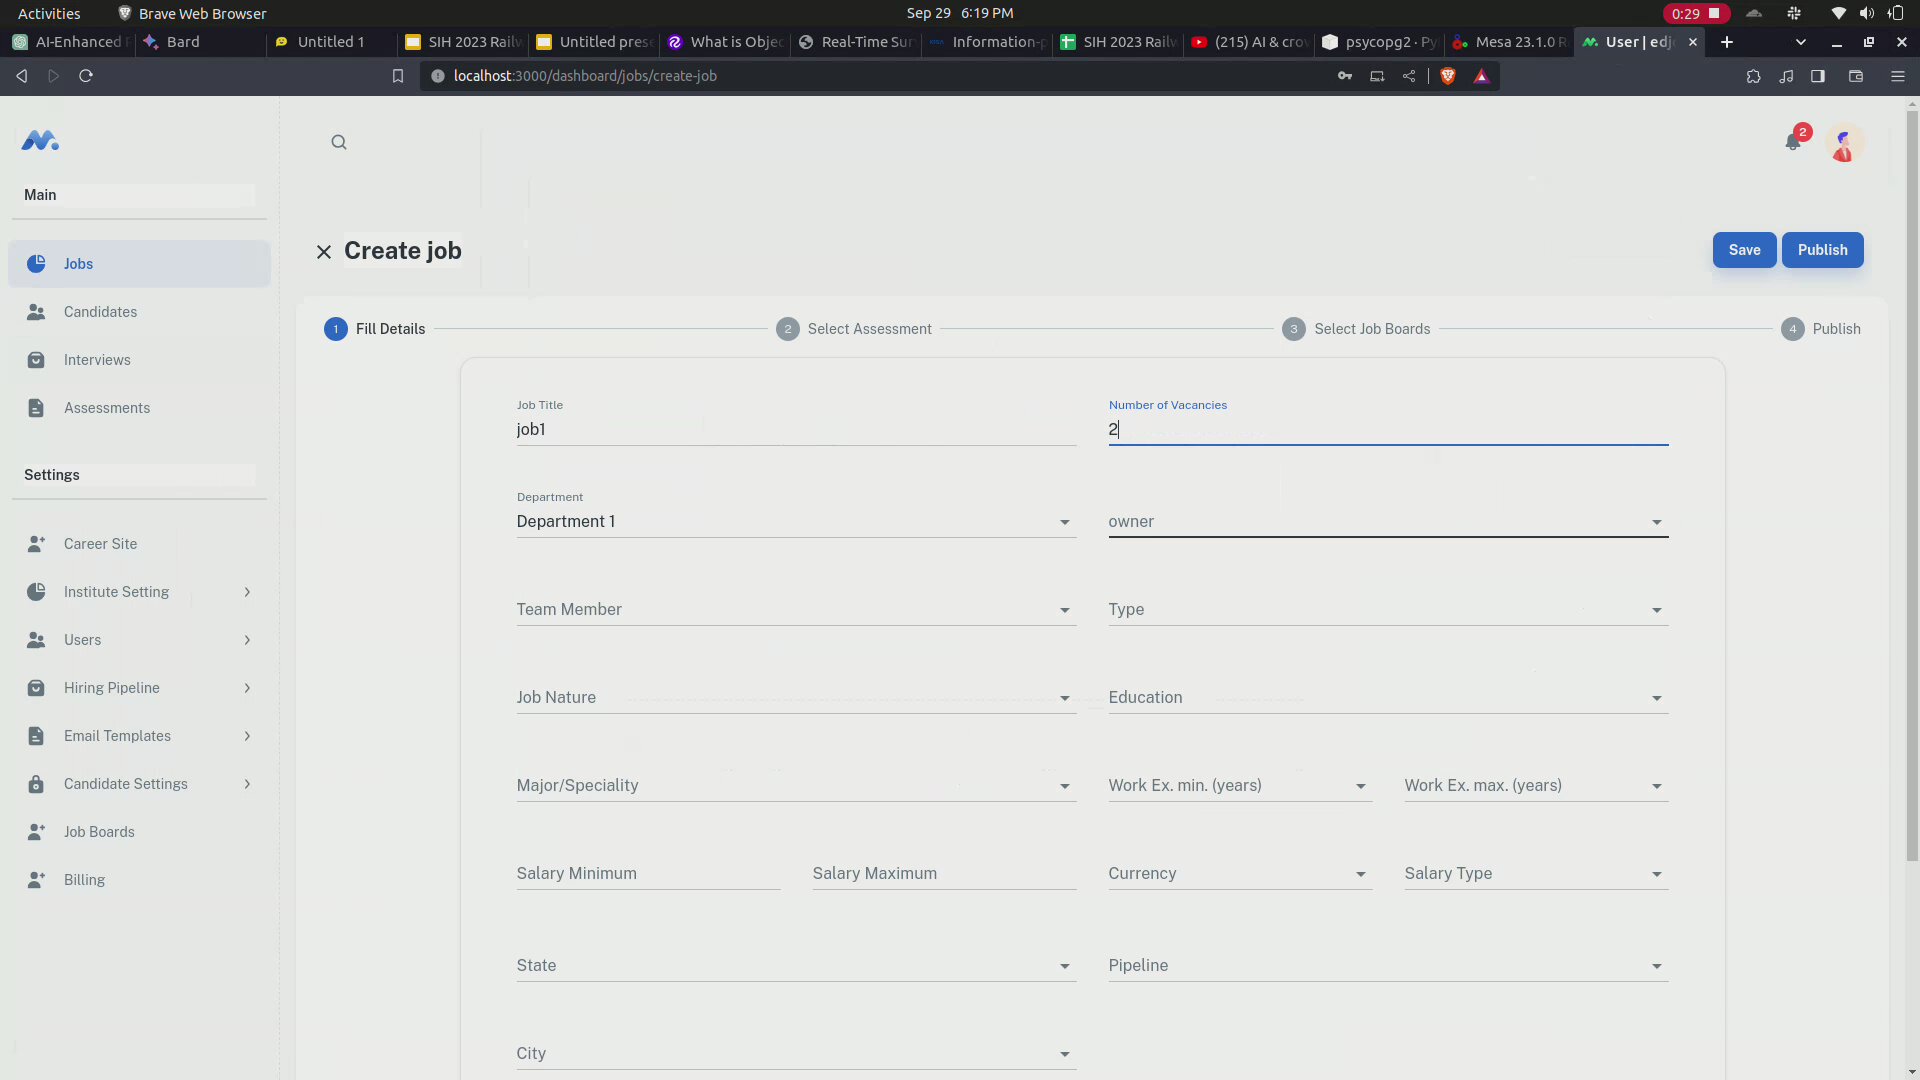 Activities
Brave Web Browser
Sep 29 6:19 PM
0:29
AI-Enhanced
Bard
Untitled 1
SIH 2023 Railw
Untitled prese
What is Objec
Real-Time Sur
Information-p
SIH 2023 Railw
(215) AI & crow
psycopg2 · Py
Mesa 23.1.0 R
User | edjo
localhost:3000/dashboard/jobs/create-job
2
Main
Create job
Save
Publish
Jobs
1 Fill Details
2 Select Assessment
3 Select Job Boards
4 Publish
Candidates
Interviews
Assessments
Job Title
job1
Number of Vacancies
2
Settings
Department
Department 1
owner
Career Site
Institute Setting
Team Member
Type
Users
Hiring Pipeline
Job Nature
Education
Email Templates
Candidate Settings
Major/Speciality
Work Ex. min. (years)
Work Ex. max. (years)
Job Boards
Billing
Salary Minimum
Salary Maximum
Currency
Salary Type
State
Pipeline
City